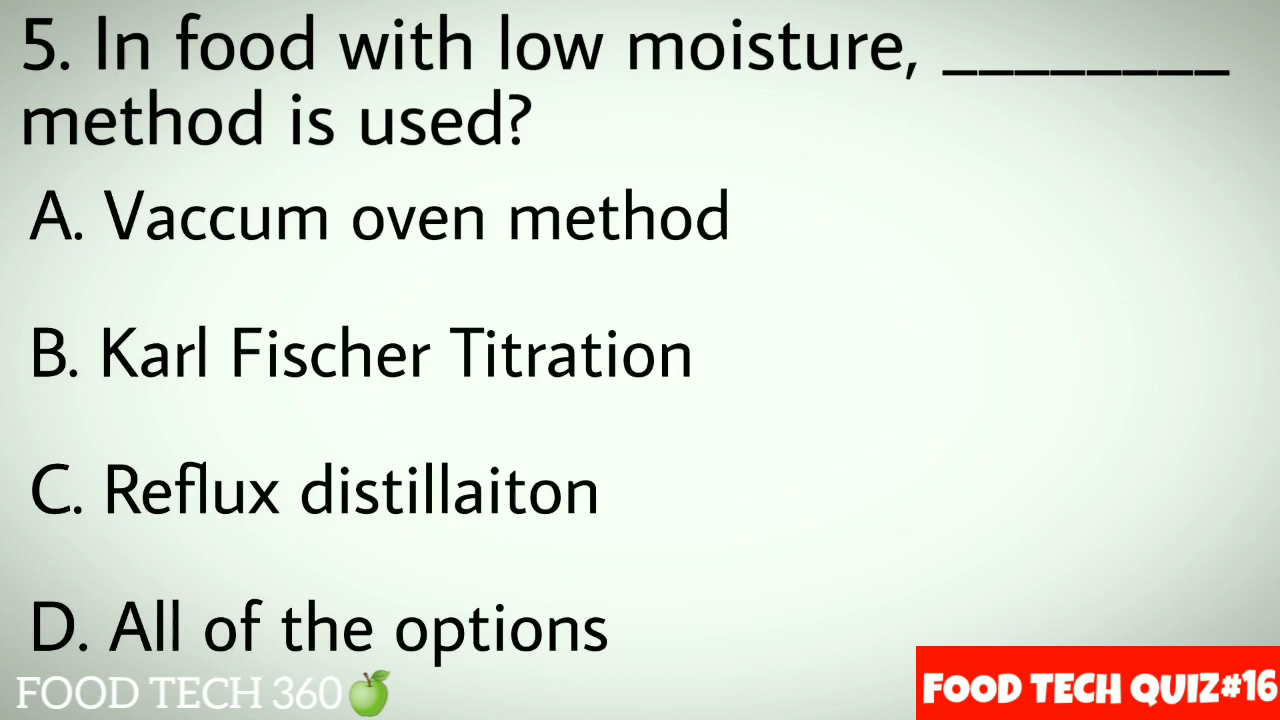 5. In food with low moisture, ________
method is used?
A. Vaccum oven method
B. Karl Fischer Titration
C. Reflux distillaiton
D. All of the options
FOOD TECH 360
FOOD TECH QUIZ#16